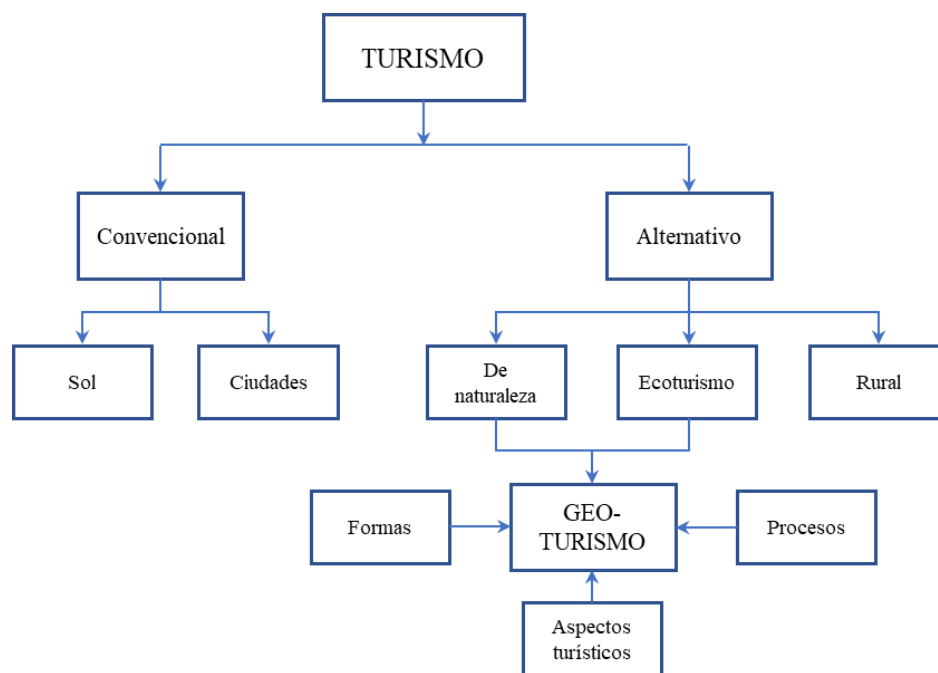 TURISMO
Convencional
Alternativo
Sol
Ciudades
De
naturaleza
Ecoturismo
Rural
Formas
GEO-
TURISMO
Procesos
Aspectos
turísticos